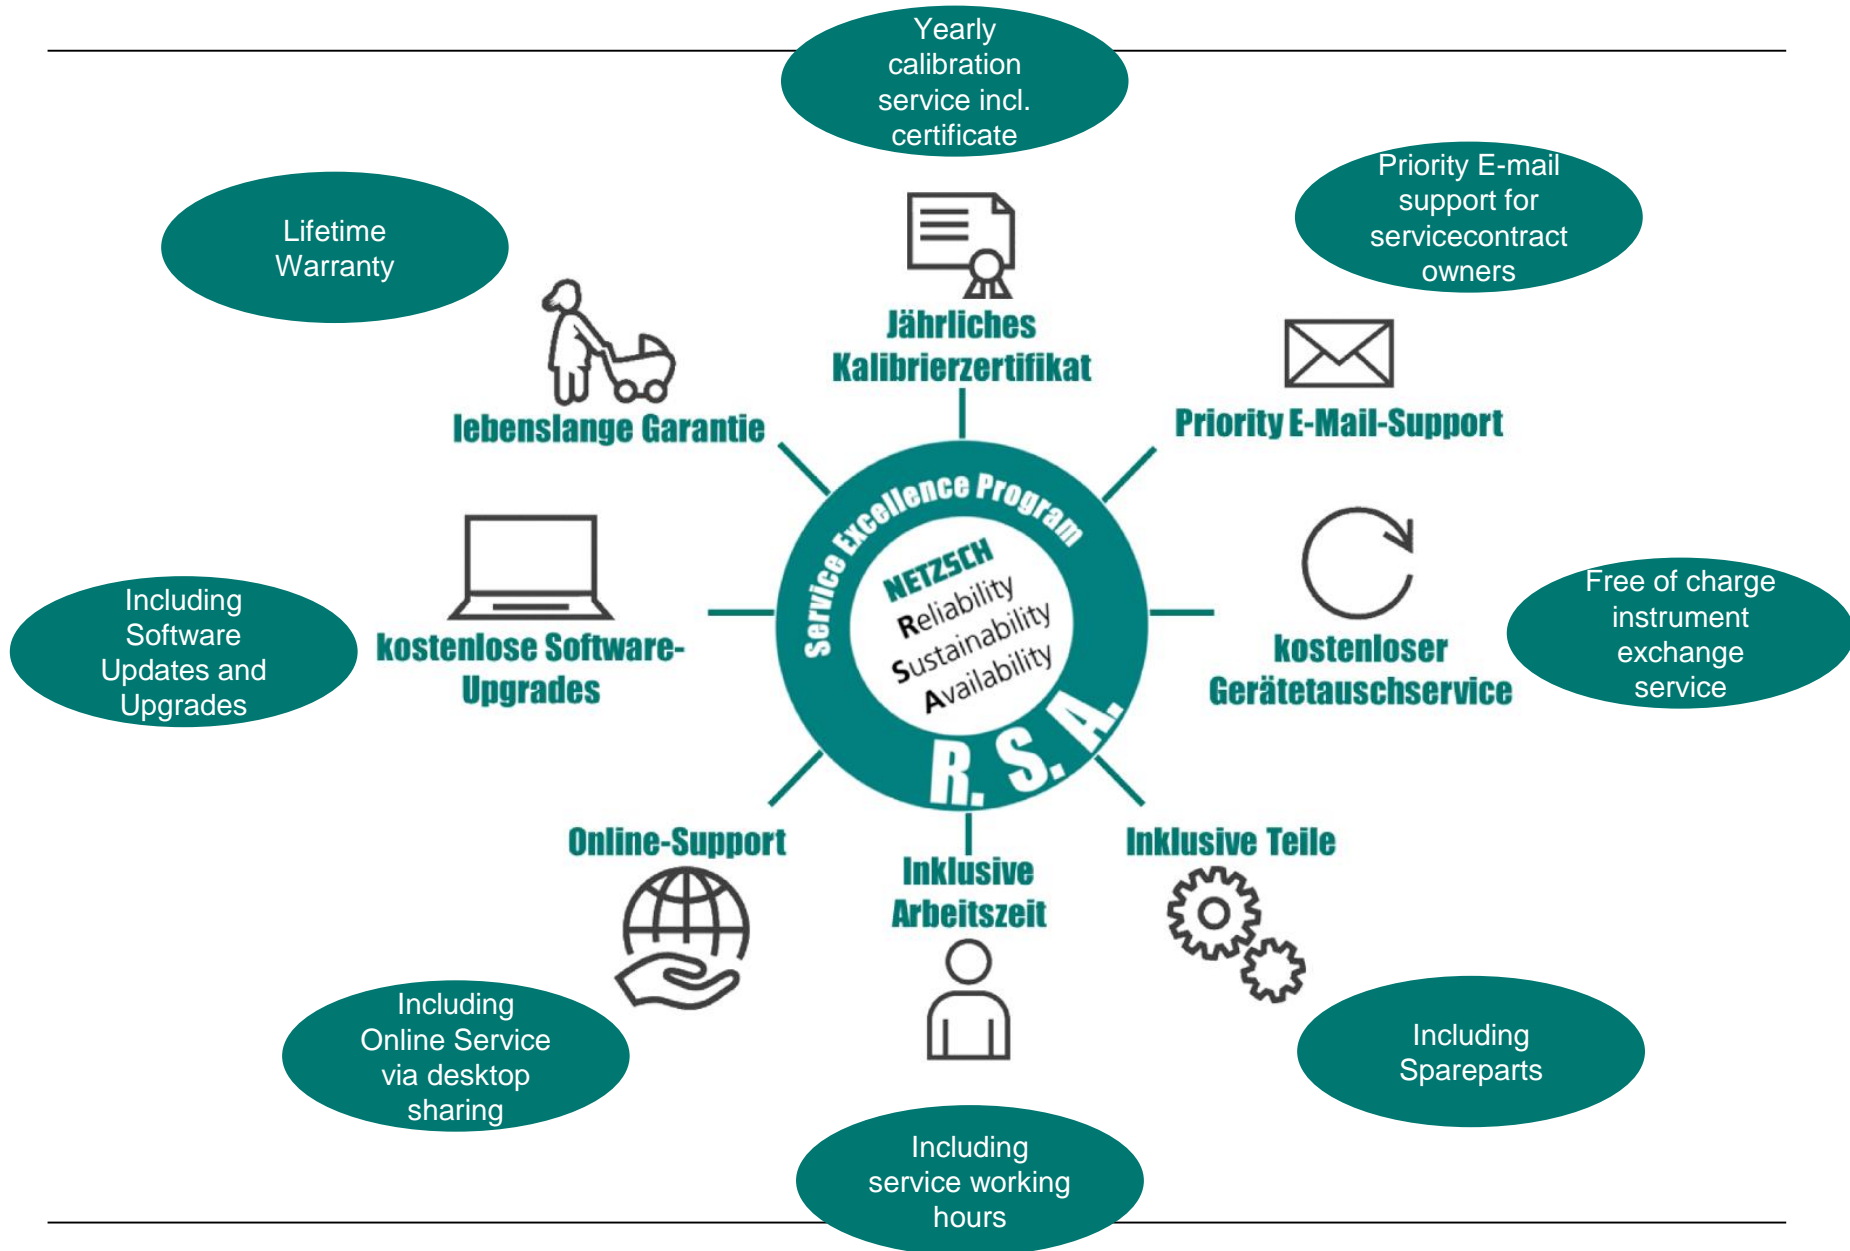 Yearly
calibration
service incl.
certificate
Priority E-mail
support for
servicecontract
owners
Lifetime
Warranty
Jährliches
Kalibrierzertifikat
lebenslange Garantie
Priority E-Mail-Support
Service Excellence Program
NETZSCH
Reliability
Sustainability
Availability
R. S. A.
Including
Software
Updates and
Upgrades
kostenlose Software-
Upgrades
kostenloser
Gerätetauschservice
Free of charge
instrument
exchange
service
Online-Support
Inklusive
Arbeitszeit
Inklusive Teile
Including
Online Service
via desktop
sharing
Including
Spareparts
Including
service working
hours